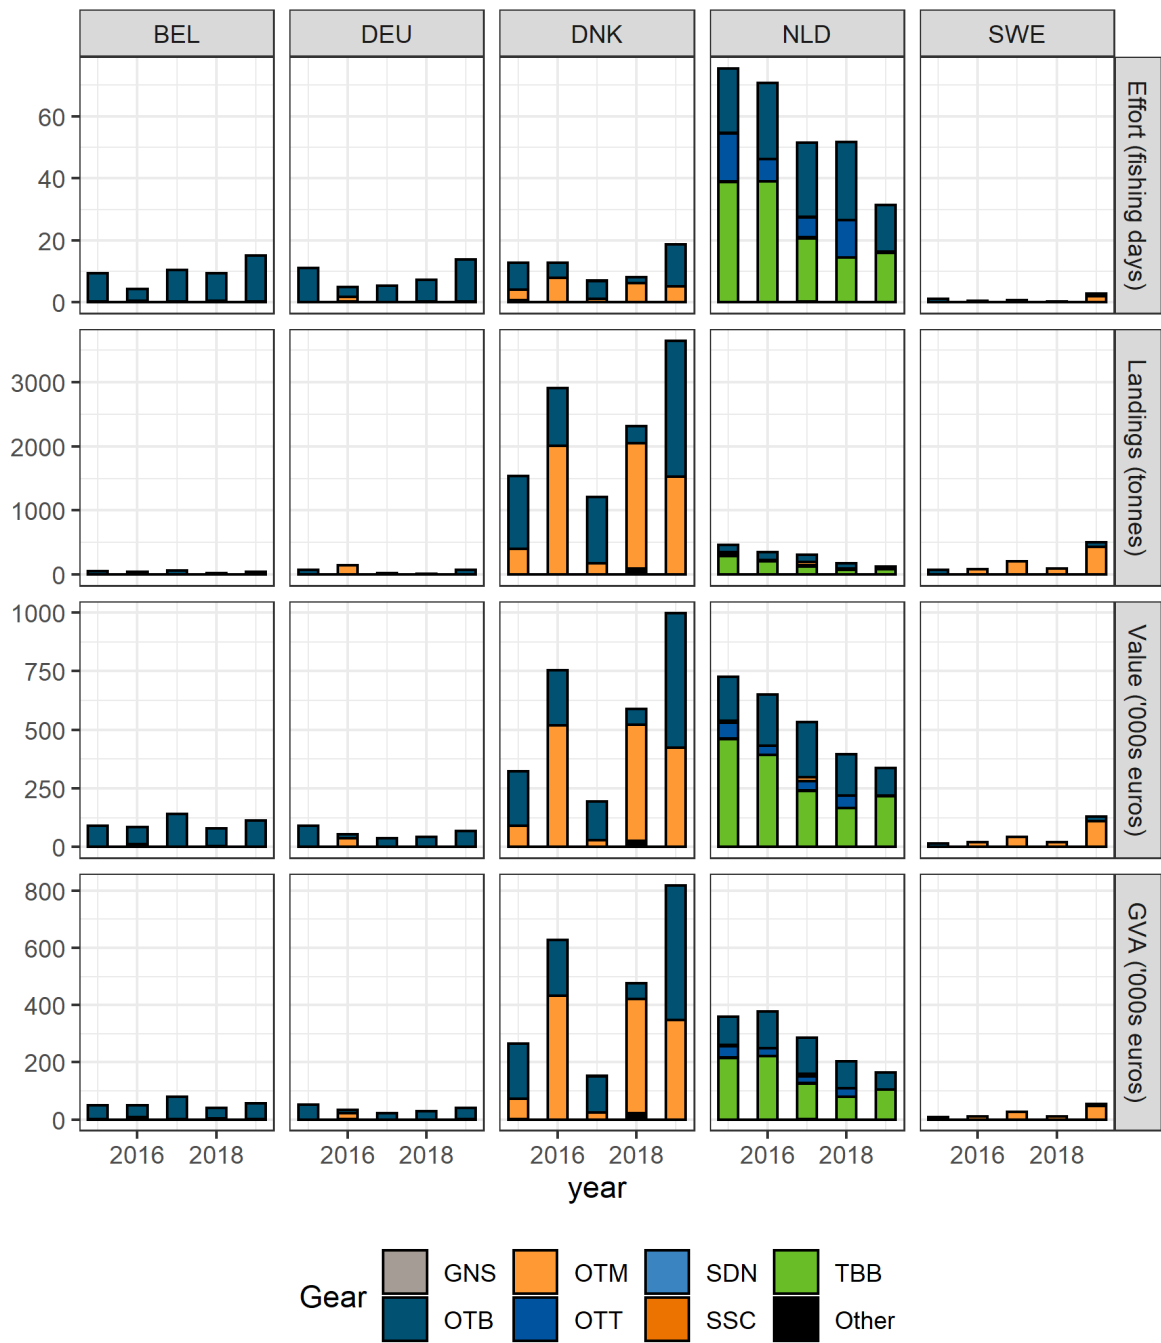 BEL DEU DNK NLD SWE
60
40
20
0
Effort (fishing days)
3000
2000
1000
0
Landings (tonnes)
1000
750
500
250
0
Value ('000s euros)
800
600
400
200
0
GVA ('000s euros)
2016 2018 2016 2018 2016 2018 2016 2018 2016 2018
year
Gear
GNS OTM SDN TBB
OTB OTT SSC Other